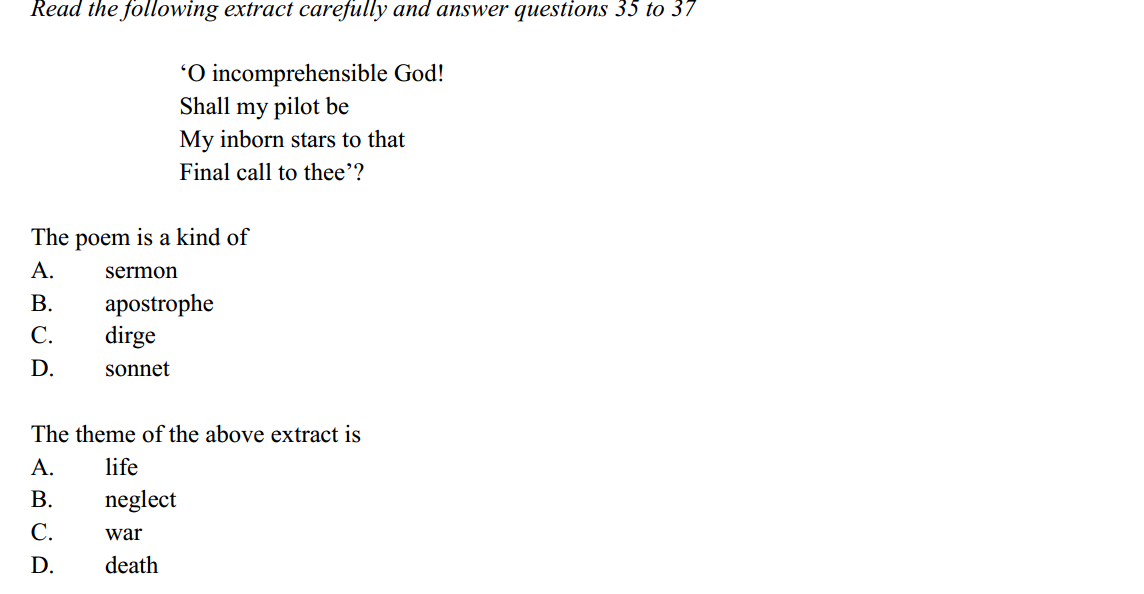 Read the following extract carefully and answer questions 35 to 37
‘O incomprehensible God!
Shall my pilot be
My inborn stars to that
Final call to thee’?
The poem is a kind of
A. sermon
B. apostrophe
C. dirge
D. sonnet
The theme of the above extract is
A. life
B. neglect
C. war
D. death